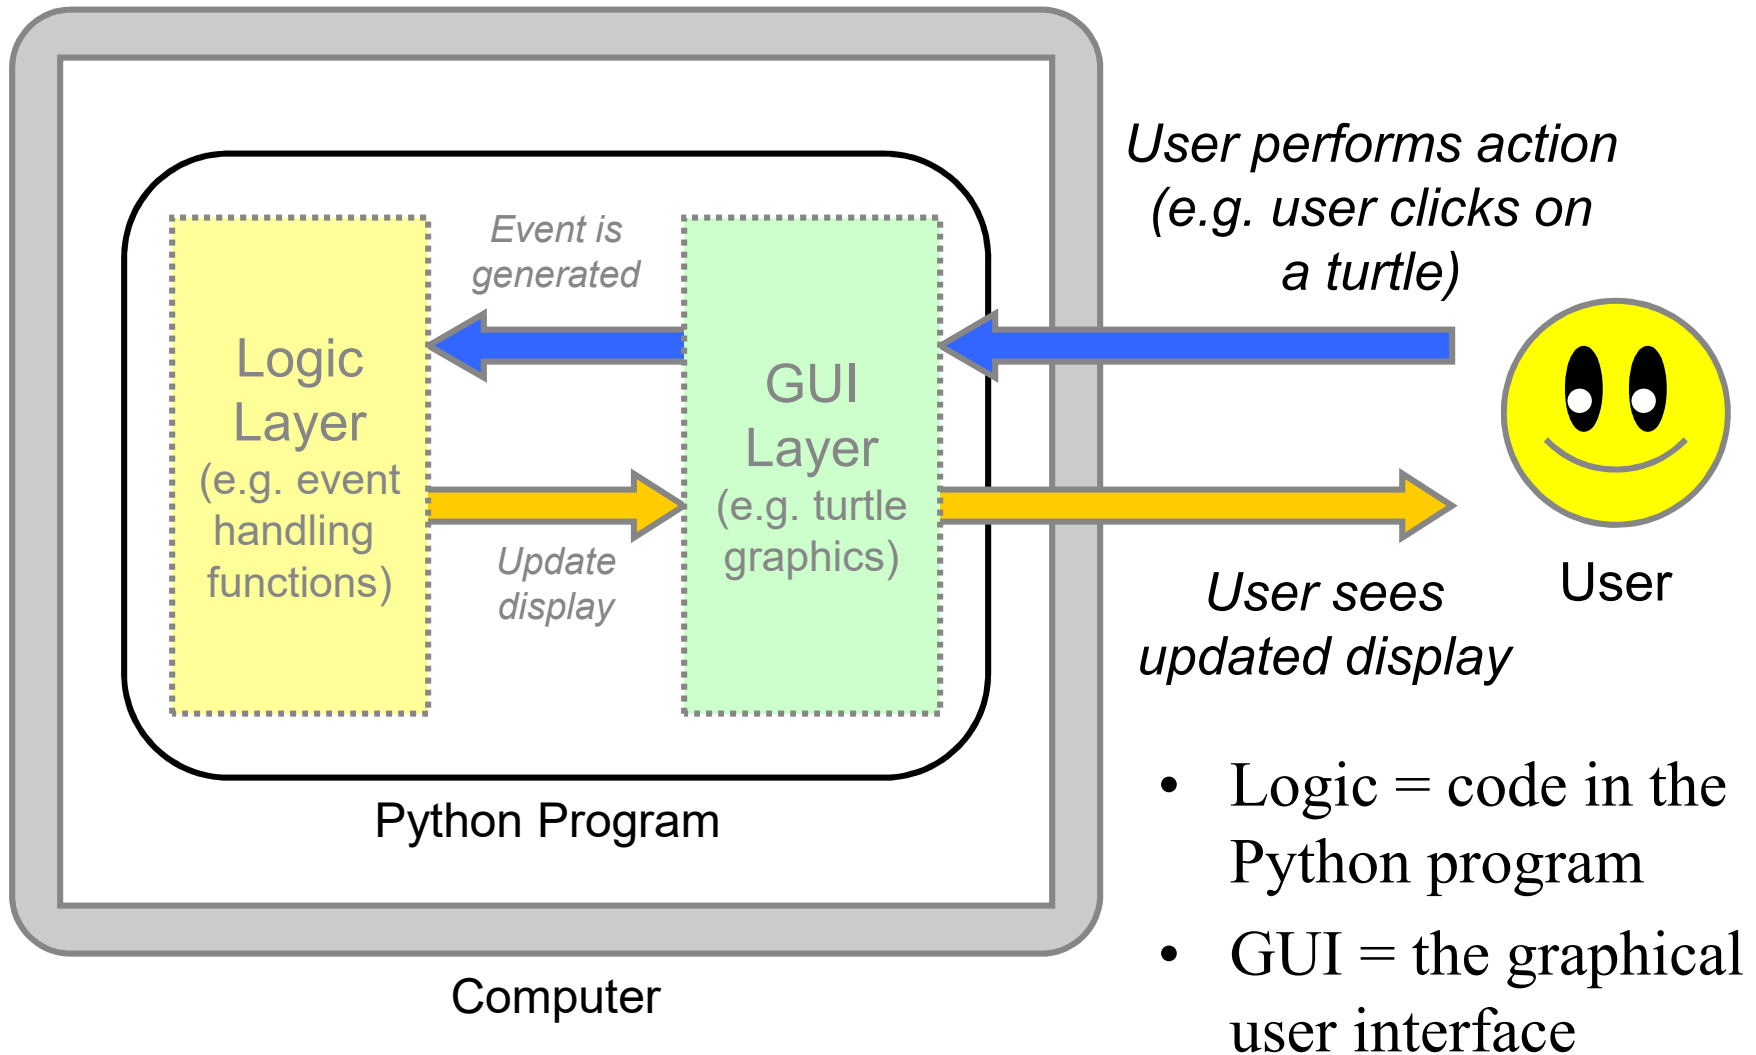 User performs action
(e.g. user clicks on
a turtle)
Event is
generated
Logic
Layer
(e.g. event
handling
functions)
GUI
Layer
(e.g. turtle
graphics)
Update
display
User
User sees
updated display
Python Program
Computer
• Logic = code in the
Python program
• GUI = the graphical
user interface